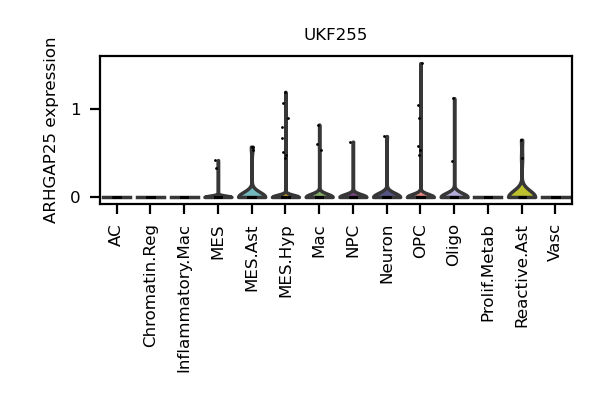 UKF255
ARHGAP25 expression
1
0
AC
Chromatin.Reg
Inflammatory.Mac
MES
MES.Ast
MES.Hyp
Mac
NPC
Neuron
OPC
Oligo
Prolif.Metab
Reactive.Ast
Vasc